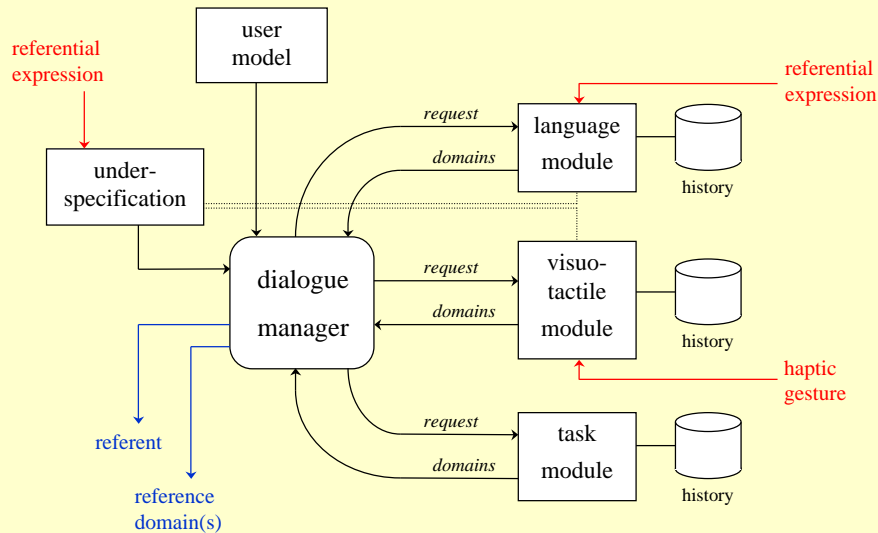 user
model
referential
expression
under-
specification
dialogue
manager
referent
reference
domain(s)
request
domains
language
module
history
referential
expression
request
domains
visuo-
tactile
module
history
haptic
gesture
request
domains
task
module
history